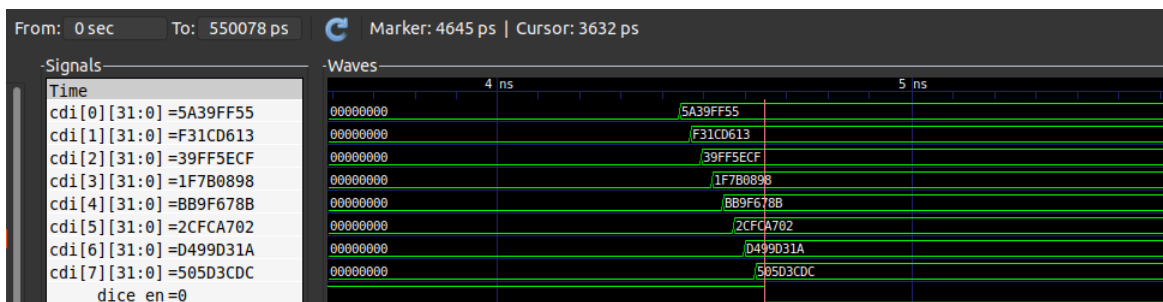 From: 0 sec To: 550078 ps Marker: 4645 ps | Cursor: 3632 ps
Signals Waves
Time 4 ns 5 ns
cdi[0][31:0] =5A39FF55 00000000 5A39FF55
cdi[1][31:0] =F31CD613 00000000 F31CD613
cdi[2][31:0] =39FF5ECF 00000000 39FF5ECF
cdi[3][31:0] =1F7B0898 00000000 1F7B0898
cdi[4][31:0] =BB9F678B 00000000 BB9F678B
cdi[5][31:0] =2CFCA702 00000000 2CFCA702
cdi[6][31:0] =D499D31A 00000000 D499D31A
cdi[7][31:0] =505D3CDC 00000000 505D3CDC
dice_en =0